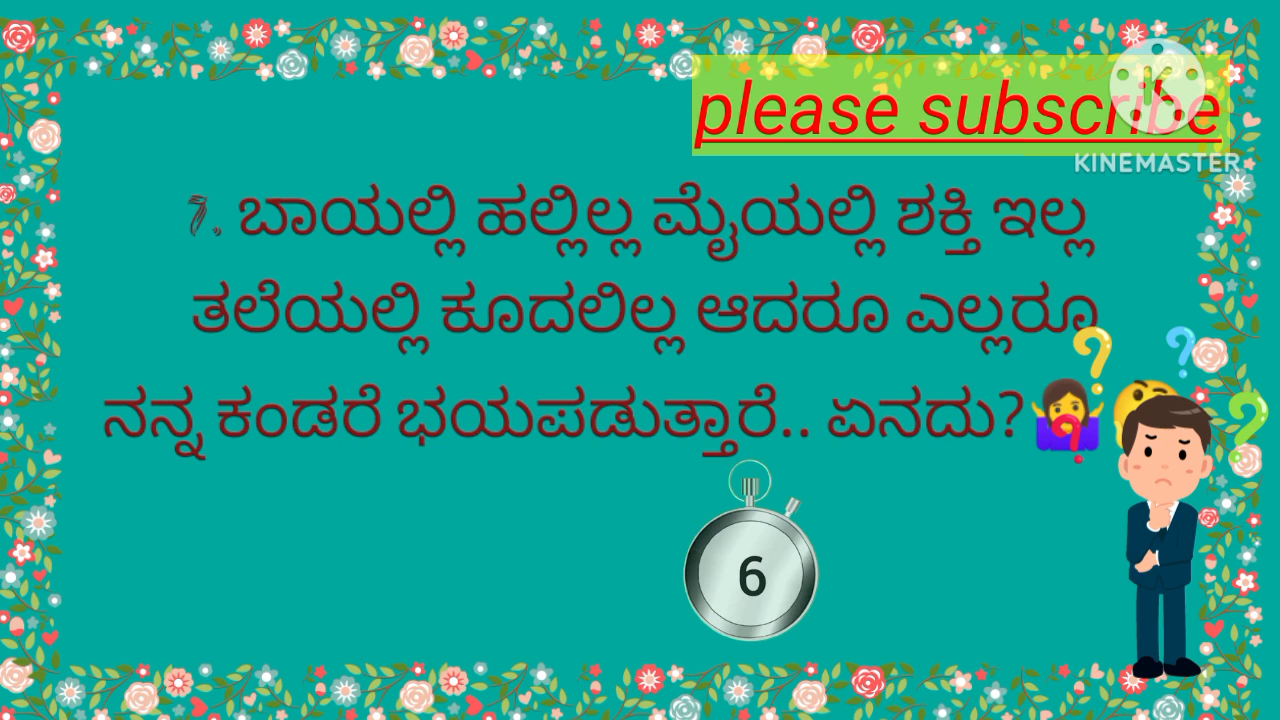 please subscribe
KINEMASTER
7. ಬಾಯಲ್ಲಿ ಹಲ್ಲಿಲ್ಲ ಮೈಯಲ್ಲಿ ಶಕ್ತಿ ಇಲ್ಲ
ತಲೆಯಲ್ಲಿ ಕೂದಲಿಲ್ಲ ಆದರೂ ಎಲ್ಲರೂ
ನನ್ನ ಕಂಡರೆ ಭಯಪಡುತ್ತಾರೆ.. ಏನದು?
6